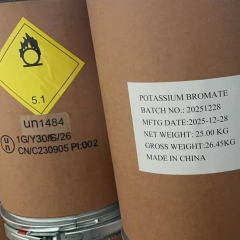 5.1
un1484
un
1G/Y30/S/26
CN/C230905 PI:002
POTASSIUM BROMATE
BATCH NO.: 20251228
MFTG DATE:2025-12-28
NET WEIGHT: 25.00 KG
GROSS WEIGHT:26.45KG
MADE IN CHINA